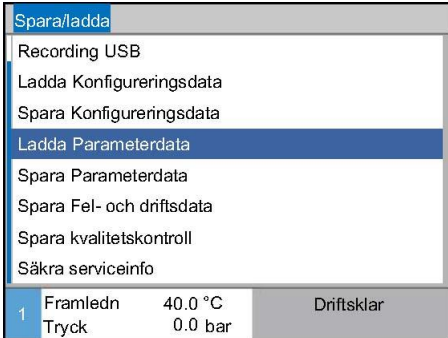 Spara/ladda
Recording USB
Ladda Konfigureringsdata
Spara Konfigureringsdata
Ladda Parameterdata
Spara Parameterdata
Spara Fel- och driftsdata
Spara kvalitetskontroll
Säkra serviceinfo
1 Framledn 40.0 °C Driftsklar
Tryck 0.0 bar